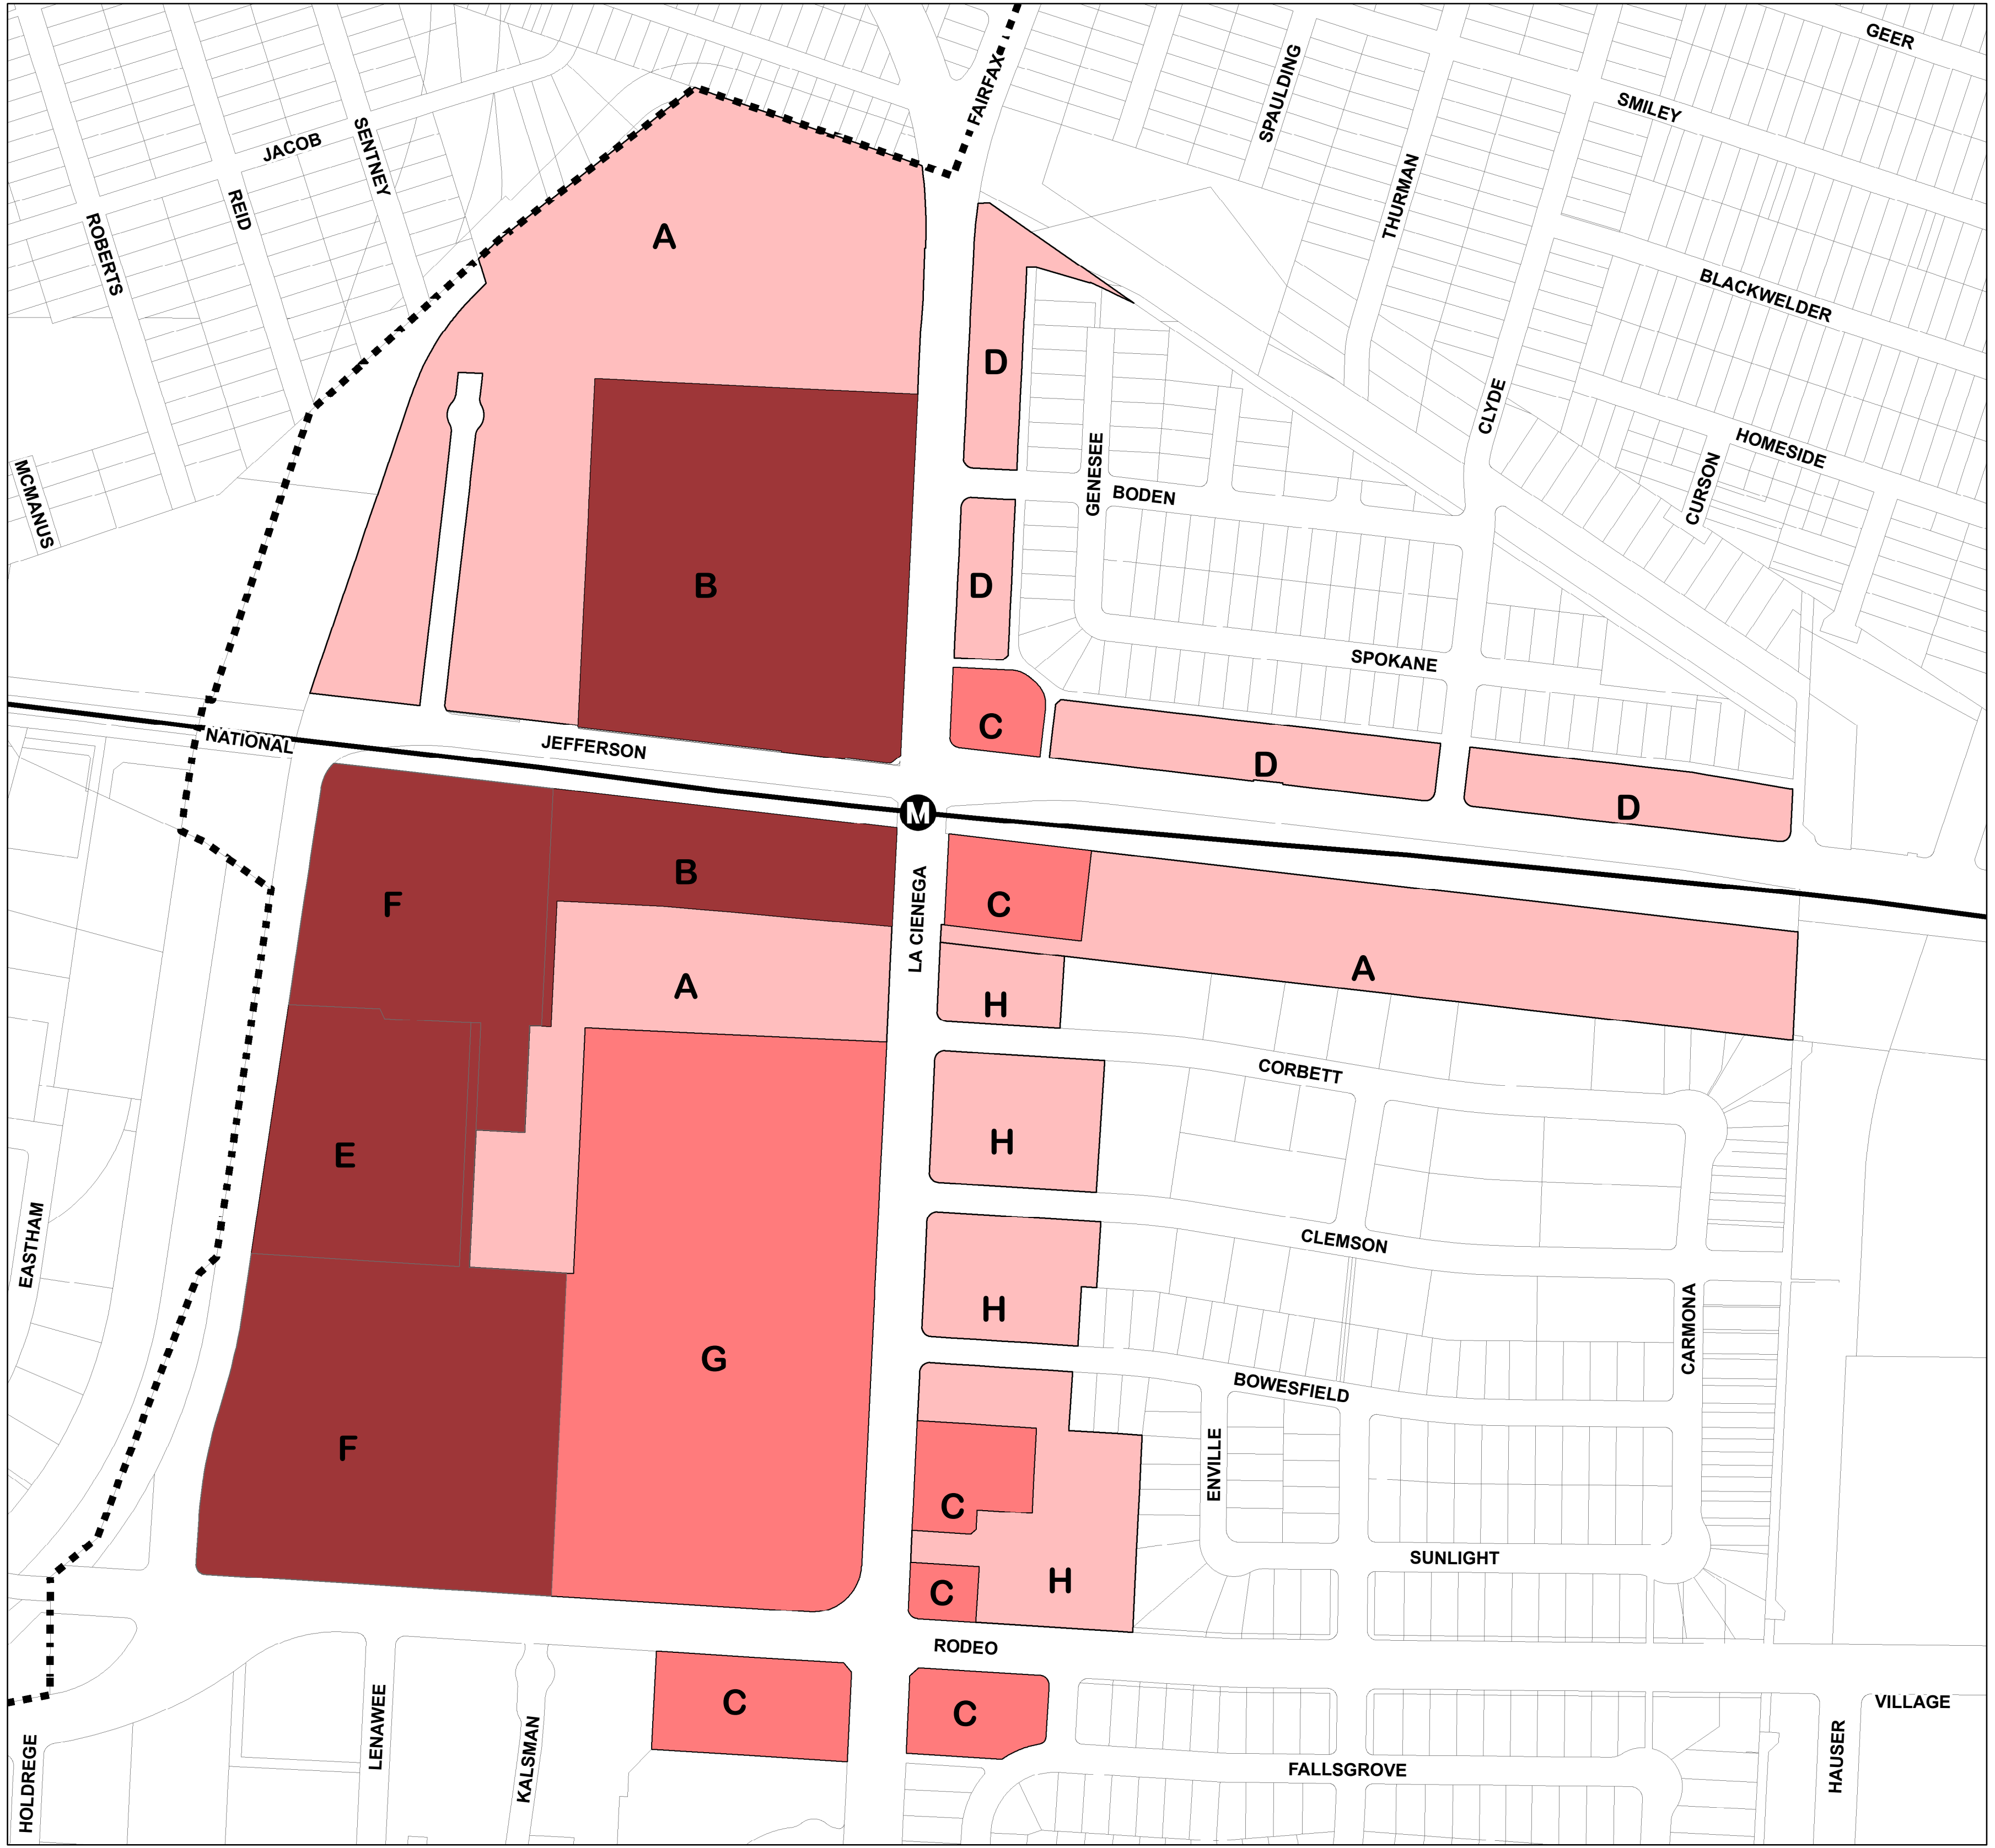 GEER
FAIRFAX
SPAULDING
SMILEY
JACOB
SENTNEY
THURMAN
REID
ROBERTS
A
BLACKWELDER
D
CLYDE
HOMESIDE
MCMANUS
GENESEE
BODEN
CURSON
B
D
SPOKANE
C
NATIONAL
JEFFERSON
D
D
M
B
F
LA CIENEGA
C
A
A
H
CORBETT
H
E
EASTHAM
CLEMSON
H
CARMONA
G
BOWESFIELD
F
ENVILLE
C
SUNLIGHT
H
C
RODEO
C
C
VILLAGE
LENAWEE
KALSMAN
HAUSER
FALLSGROVE
HOLDREGE